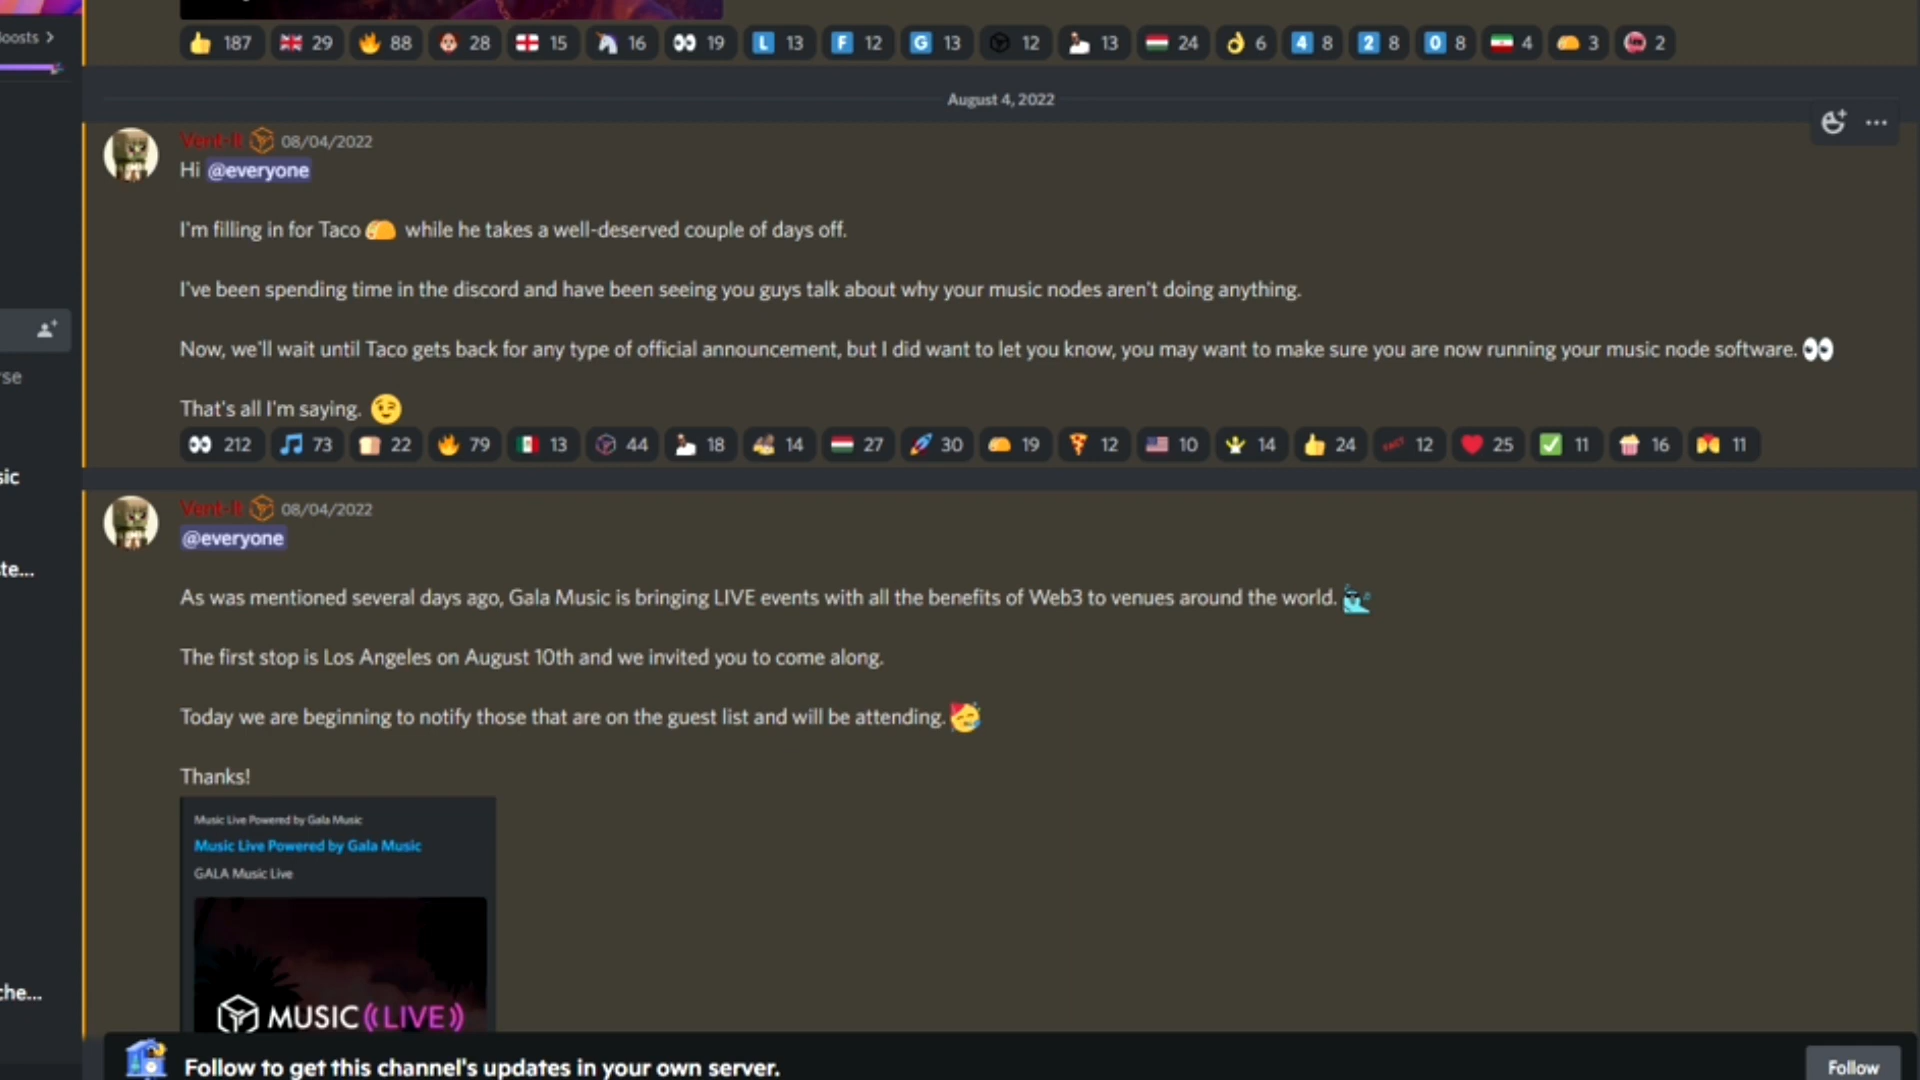 Boosts >
187 29 88 28 15 16 19 L 13 F 12 G 13 12 13 24 6 4 8 2 8 0 8 4 3 2
August 4, 2022
Vent-It 08/04/2022
Hi @everyone
I'm filling in for Taco while he takes a well-deserved couple of days off.
I've been spending time in the discord and have been seeing you guys talk about why your music nodes aren't doing anything.
rse
Now, we'll wait until Taco gets back for any type of official announcement, but I did want to let you know, you may want to make sure you are now running your music node software.
That's all I'm saying.
212 73 22 79 13 44 18 14 27 30 19 12 10 14 24 FACT 12 25 11 16 11
sic
Vent-It 08/04/2022
@everyone
te...
As was mentioned several days ago, Gala Music is bringing LIVE events with all the benefits of Web3 to venues around the world.
The first stop is Los Angeles on August 10th and we invited you to come along.
Today we are beginning to notify those that are on the guest list and will be attending.
Thanks!
Music Live Powered by Gala Music
Music Live Powered by Gala Music
GALA Music Live
che...
MUSIC((LIVE))
Follow to get this channel's updates in your own server.
Follow